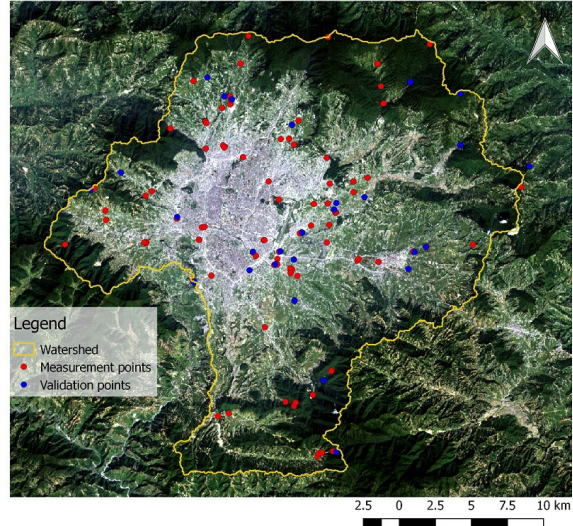 Legend
Watershed
Measurement points
Validation points
2.5 0 2.5 5 7.5 10 km